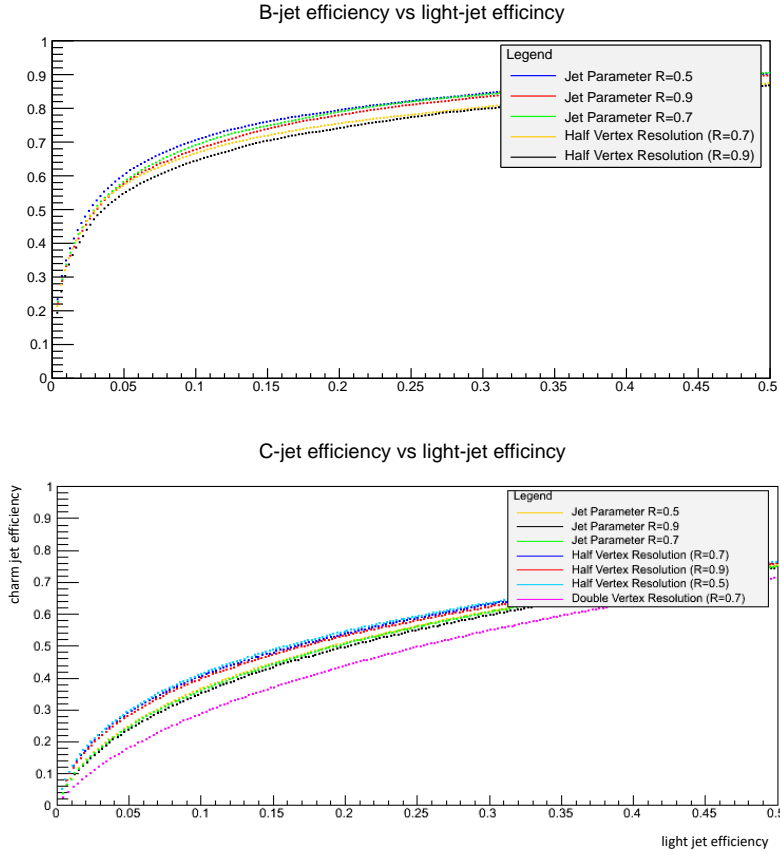 B-jet efficiency vs light-jet efficincy
1
0.9
0.8
0.7
0.6
0.5
0.4
0.3
0.2
0.1
0
Legend
Jet Parameter R=0.5
Jet Parameter R=0.9
Jet Parameter R=0.7
Half Vertex Resolution (R=0.7)
Half Vertex Resolution (R=0.9)
0 0.05 0.1 0.15 0.2 0.25 0.3 0.35 0.4 0.45 0.5
C-jet efficiency vs light-jet efficincy
charm jet efficiency
1
0.9
0.8
0.7
0.6
0.5
0.4
0.3
0.2
0.1
0
Legend
Jet Parameter R=0.5
Jet Parameter R=0.9
Jet Parameter R=0.7
Half Vertex Resolution (R=0.7)
Half Vertex Resolution (R=0.9)
Half Vertex Resolution (R=0.5)
Double Vertex Resolution (R=0.7)
0 0.05 0.1 0.15 0.2 0.25 0.3 0.35 0.4 0.45 0.5
light jet efficiency